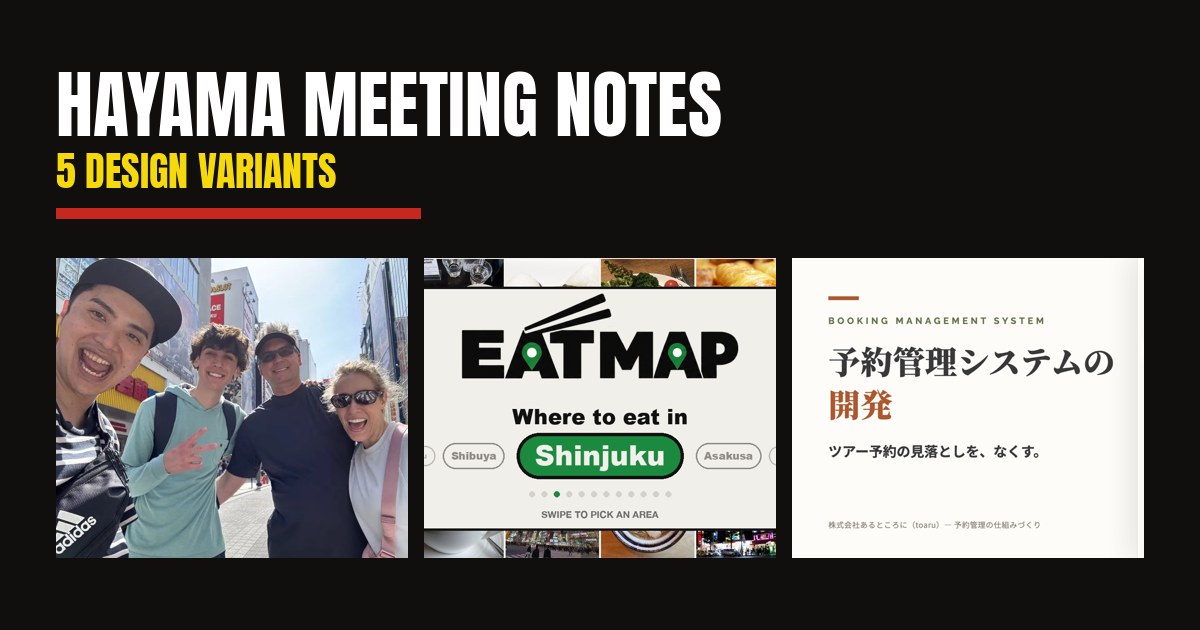 HAYAMA MEETING NOTES
5 DESIGN VARIANTS
adidas
EATMAP
Where to eat in
Shibuya
Shinjuku
Asakusa
SWIPE TO PICK AN AREA
BOOKING MANAGEMENT SYSTEM
予約管理システムの
開発
ツアー予約の見落としを、なくす。
株式会社あるところに（toaru）— 予約管理の仕組みづくり